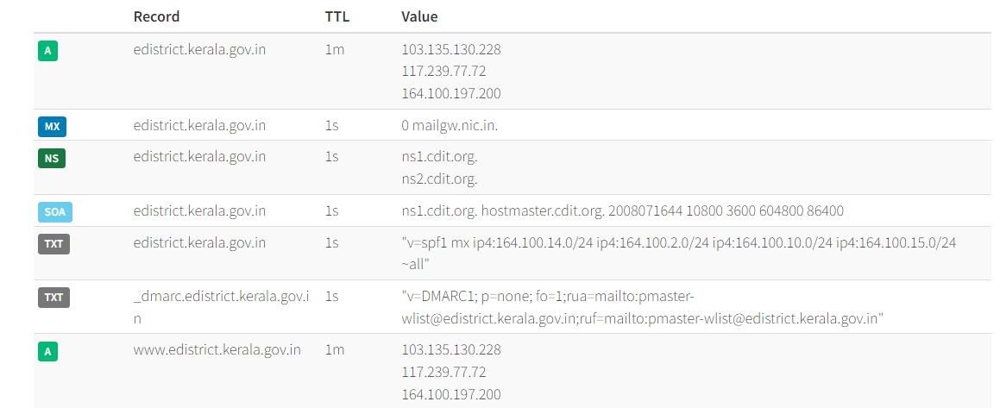 Record TTL Value
A edistrict.kerala.gov.in 1m 103.135.130.228
117.239.77.72
164.100.197.200
MX edistrict.kerala.gov.in 1s 0 mailgw.nic.in.
NS edistrict.kerala.gov.in 1s ns1.cdit.org.
ns2.cdit.org.
SOA edistrict.kerala.gov.in 1s ns1.cdit.org. hostmaster.cdit.org. 2008071644 10800 3600 604800 86400
TXT edistrict.kerala.gov.in 1s "v=spf1 mx ip4:164.100.14.0/24 ip4:164.100.2.0/24 ip4:164.100.10.0/24 ip4:164.100.15.0/24
~all"
TXT _dmarc.edistrict.kerala.gov.i 1s "v=DMARC1; p=none; fo=1;rua=mailto:pmaster-
n wlist@edistrict.kerala.gov.in;ruf=mailto:pmaster-wlist@edistrict.kerala.gov.in"
A www.edistrict.kerala.gov.in 1m 103.135.130.228
117.239.77.72
164.100.197.200